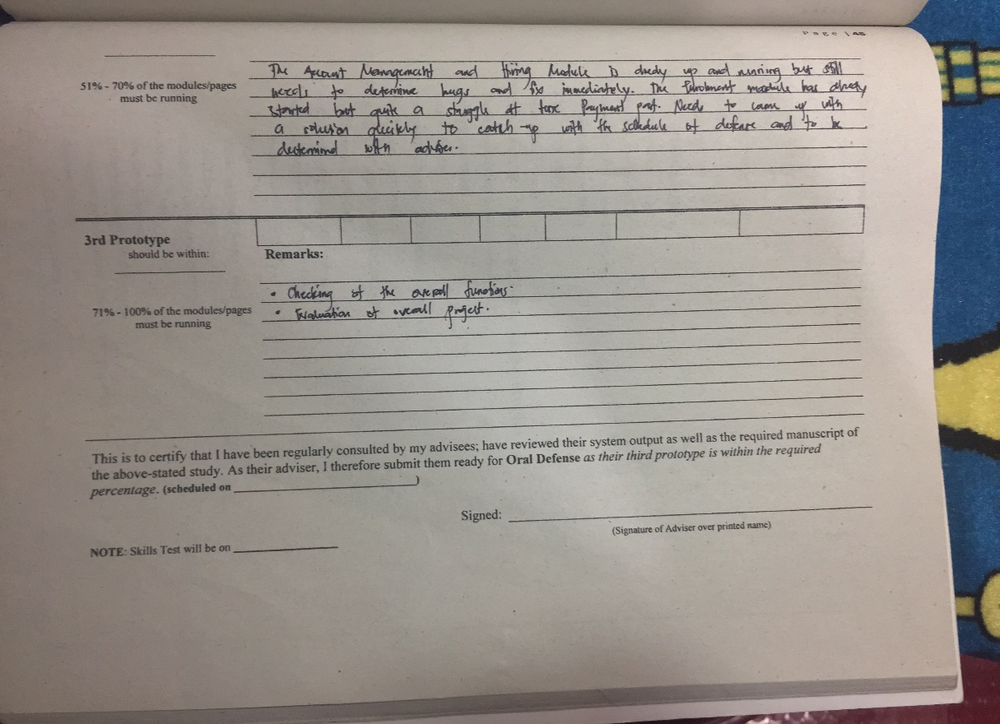 Page | 48
The Account Management and Hiring Module is already up and running but still
51% - 70% of the modules/pages
must be running
needs to determine bugs and fix immediately. The Enrolment module has already
started but quite a struggle at Payment part. Need to come up with
a solution quickly to catch-up with the schedule of defense and to be
determined with adviser.
3rd Prototype
should be within:
Remarks:
• Checking of the overall functions.
71% - 100% of the modules/pages
must be running
• Evaluation of overall project.
This is to certify that I have been regularly consulted by my advisees; have reviewed their system output as well as the required manuscript of
the above-stated study. As their adviser, I therefore submit them ready for Oral Defense as their third prototype is within the required
percentage. (scheduled on ____________________)
Signed: ____________________
(Signature of Adviser over printed name)
NOTE: Skills Test will be on ____________________